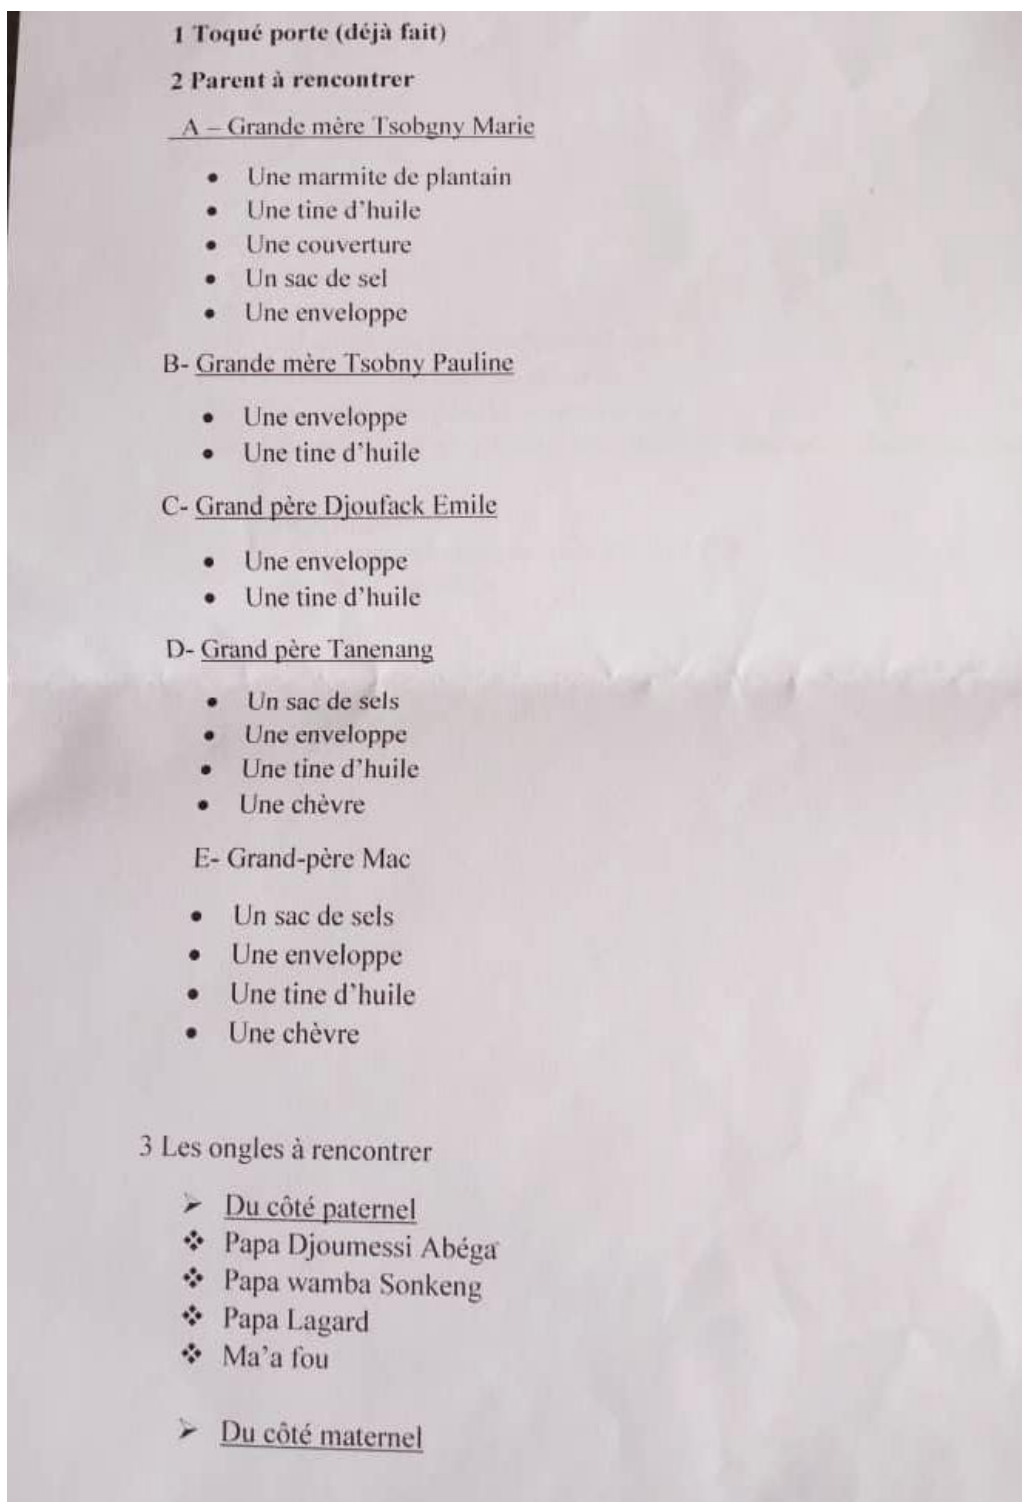 1 Toqué porte (déjà fait)
2 Parent à rencontrer
A – Grande mère Tsobgny Marie
• Une marmite de plantain
• Une tine d'huile
• Une couverture
• Un sac de sel
• Une enveloppe
B- Grande mère Tsobny Pauline
• Une enveloppe
• Une tine d'huile
C- Grand père Djoufack Emile
• Une enveloppe
• Une tine d'huile
D- Grand père Tanenang
• Un sac de sels
• Une enveloppe
• Une tine d'huile
• Une chèvre
E- Grand-père Mac
• Un sac de sels
• Une enveloppe
• Une tine d'huile
• Une chèvre
3 Les ongles à rencontrer
➢ Du côté paternel
❖ Papa Djoumessi Abéga
❖ Papa wamba Sonkeng
❖ Papa Lagard
❖ Ma'a fou
➢ Du côté maternel